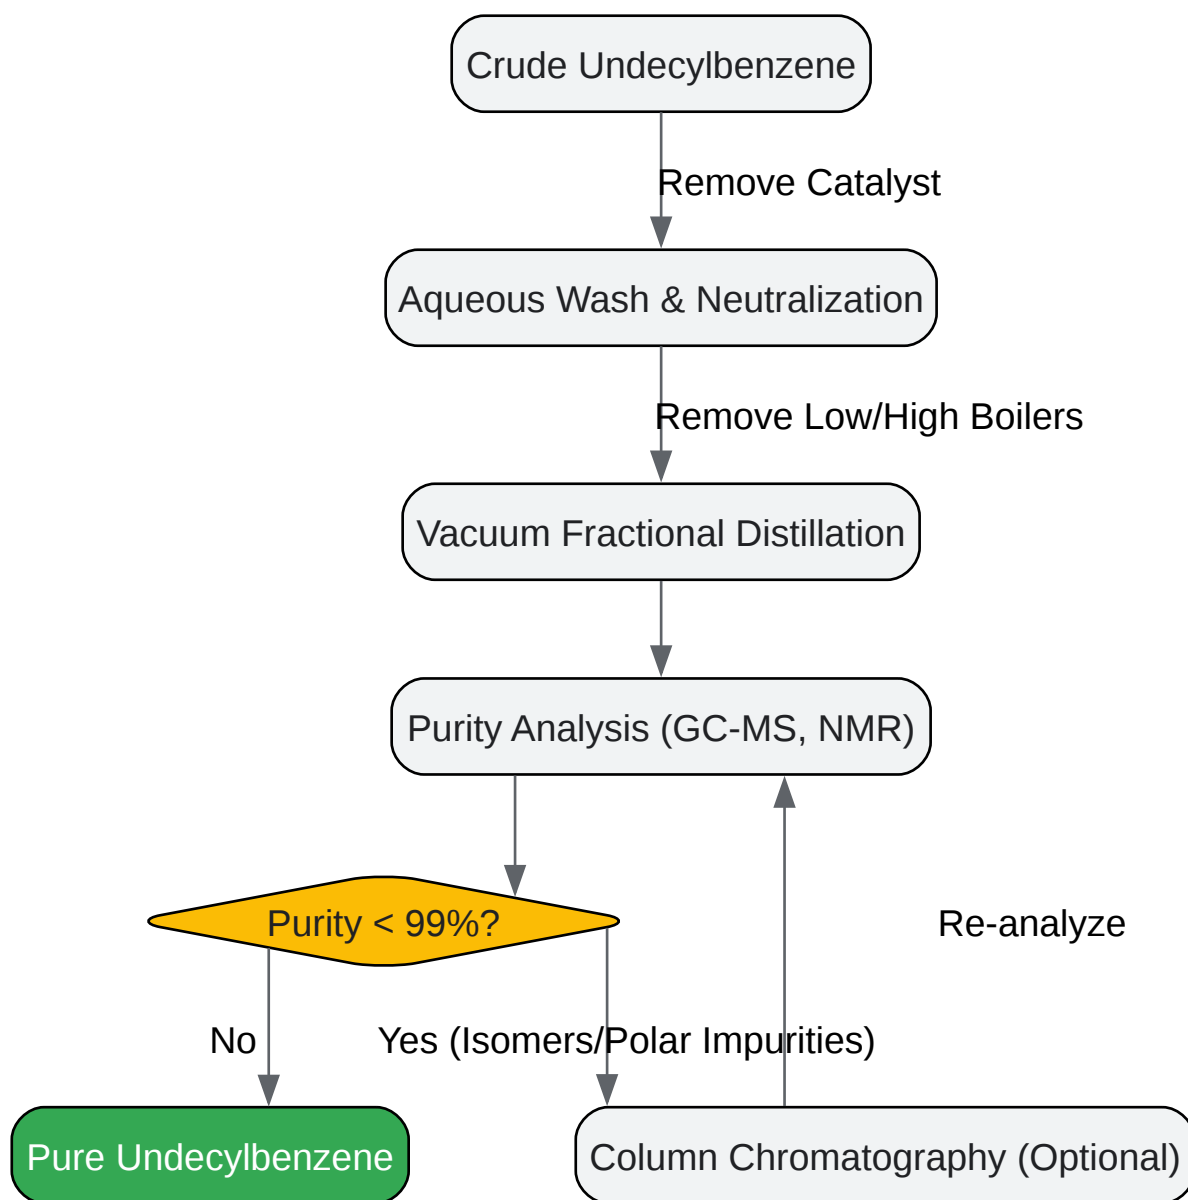 Crude Undecylbenzene
Remove Catalyst
Aqueous Wash & Neutralization
Remove Low/High Boilers
Vacuum Fractional Distillation
Purity Analysis (GC-MS, NMR)
Purity < 99%?
Re-analyze
No
Yes (Isomers/Polar Impurities)
Pure Undecylbenzene
Column Chromatography (Optional)